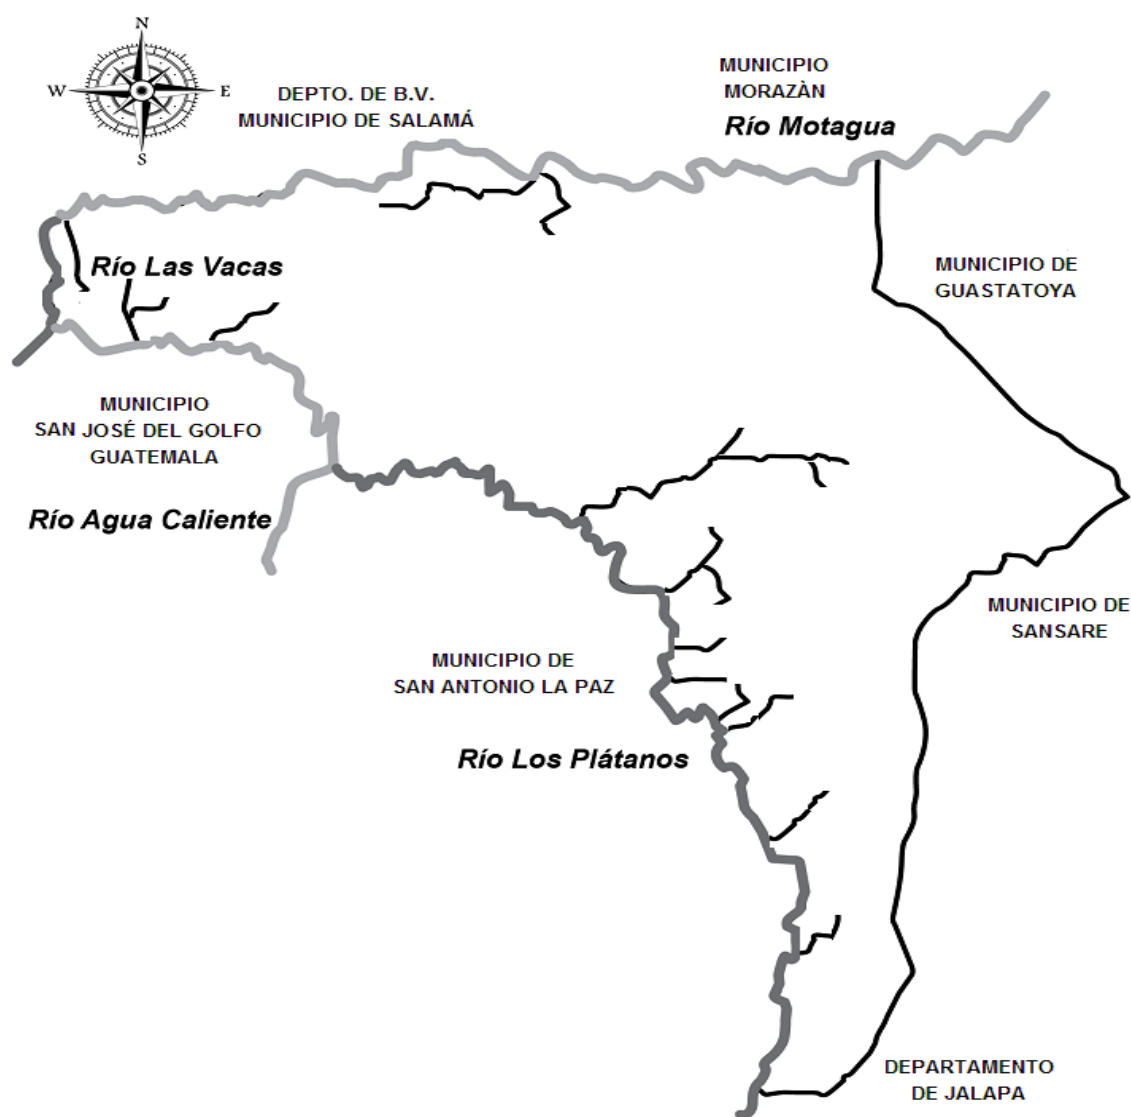 N
W
E
S
DEPTO. DE B.V.
MUNICIPIO DE SALAMÁ
MUNICIPIO
MORAZÀN
Río Motagua
Río Las Vacas
MUNICIPIO DE
GUASTATOYA
MUNICIPIO
SAN JOSÉ DEL GOLFO
GUATEMALA
Río Agua Caliente
MUNICIPIO DE
SANSARE
MUNICIPIO DE
SAN ANTONIO LA PAZ
Río Los Plátanos
DEPARTAMENTO
DE JALAPA